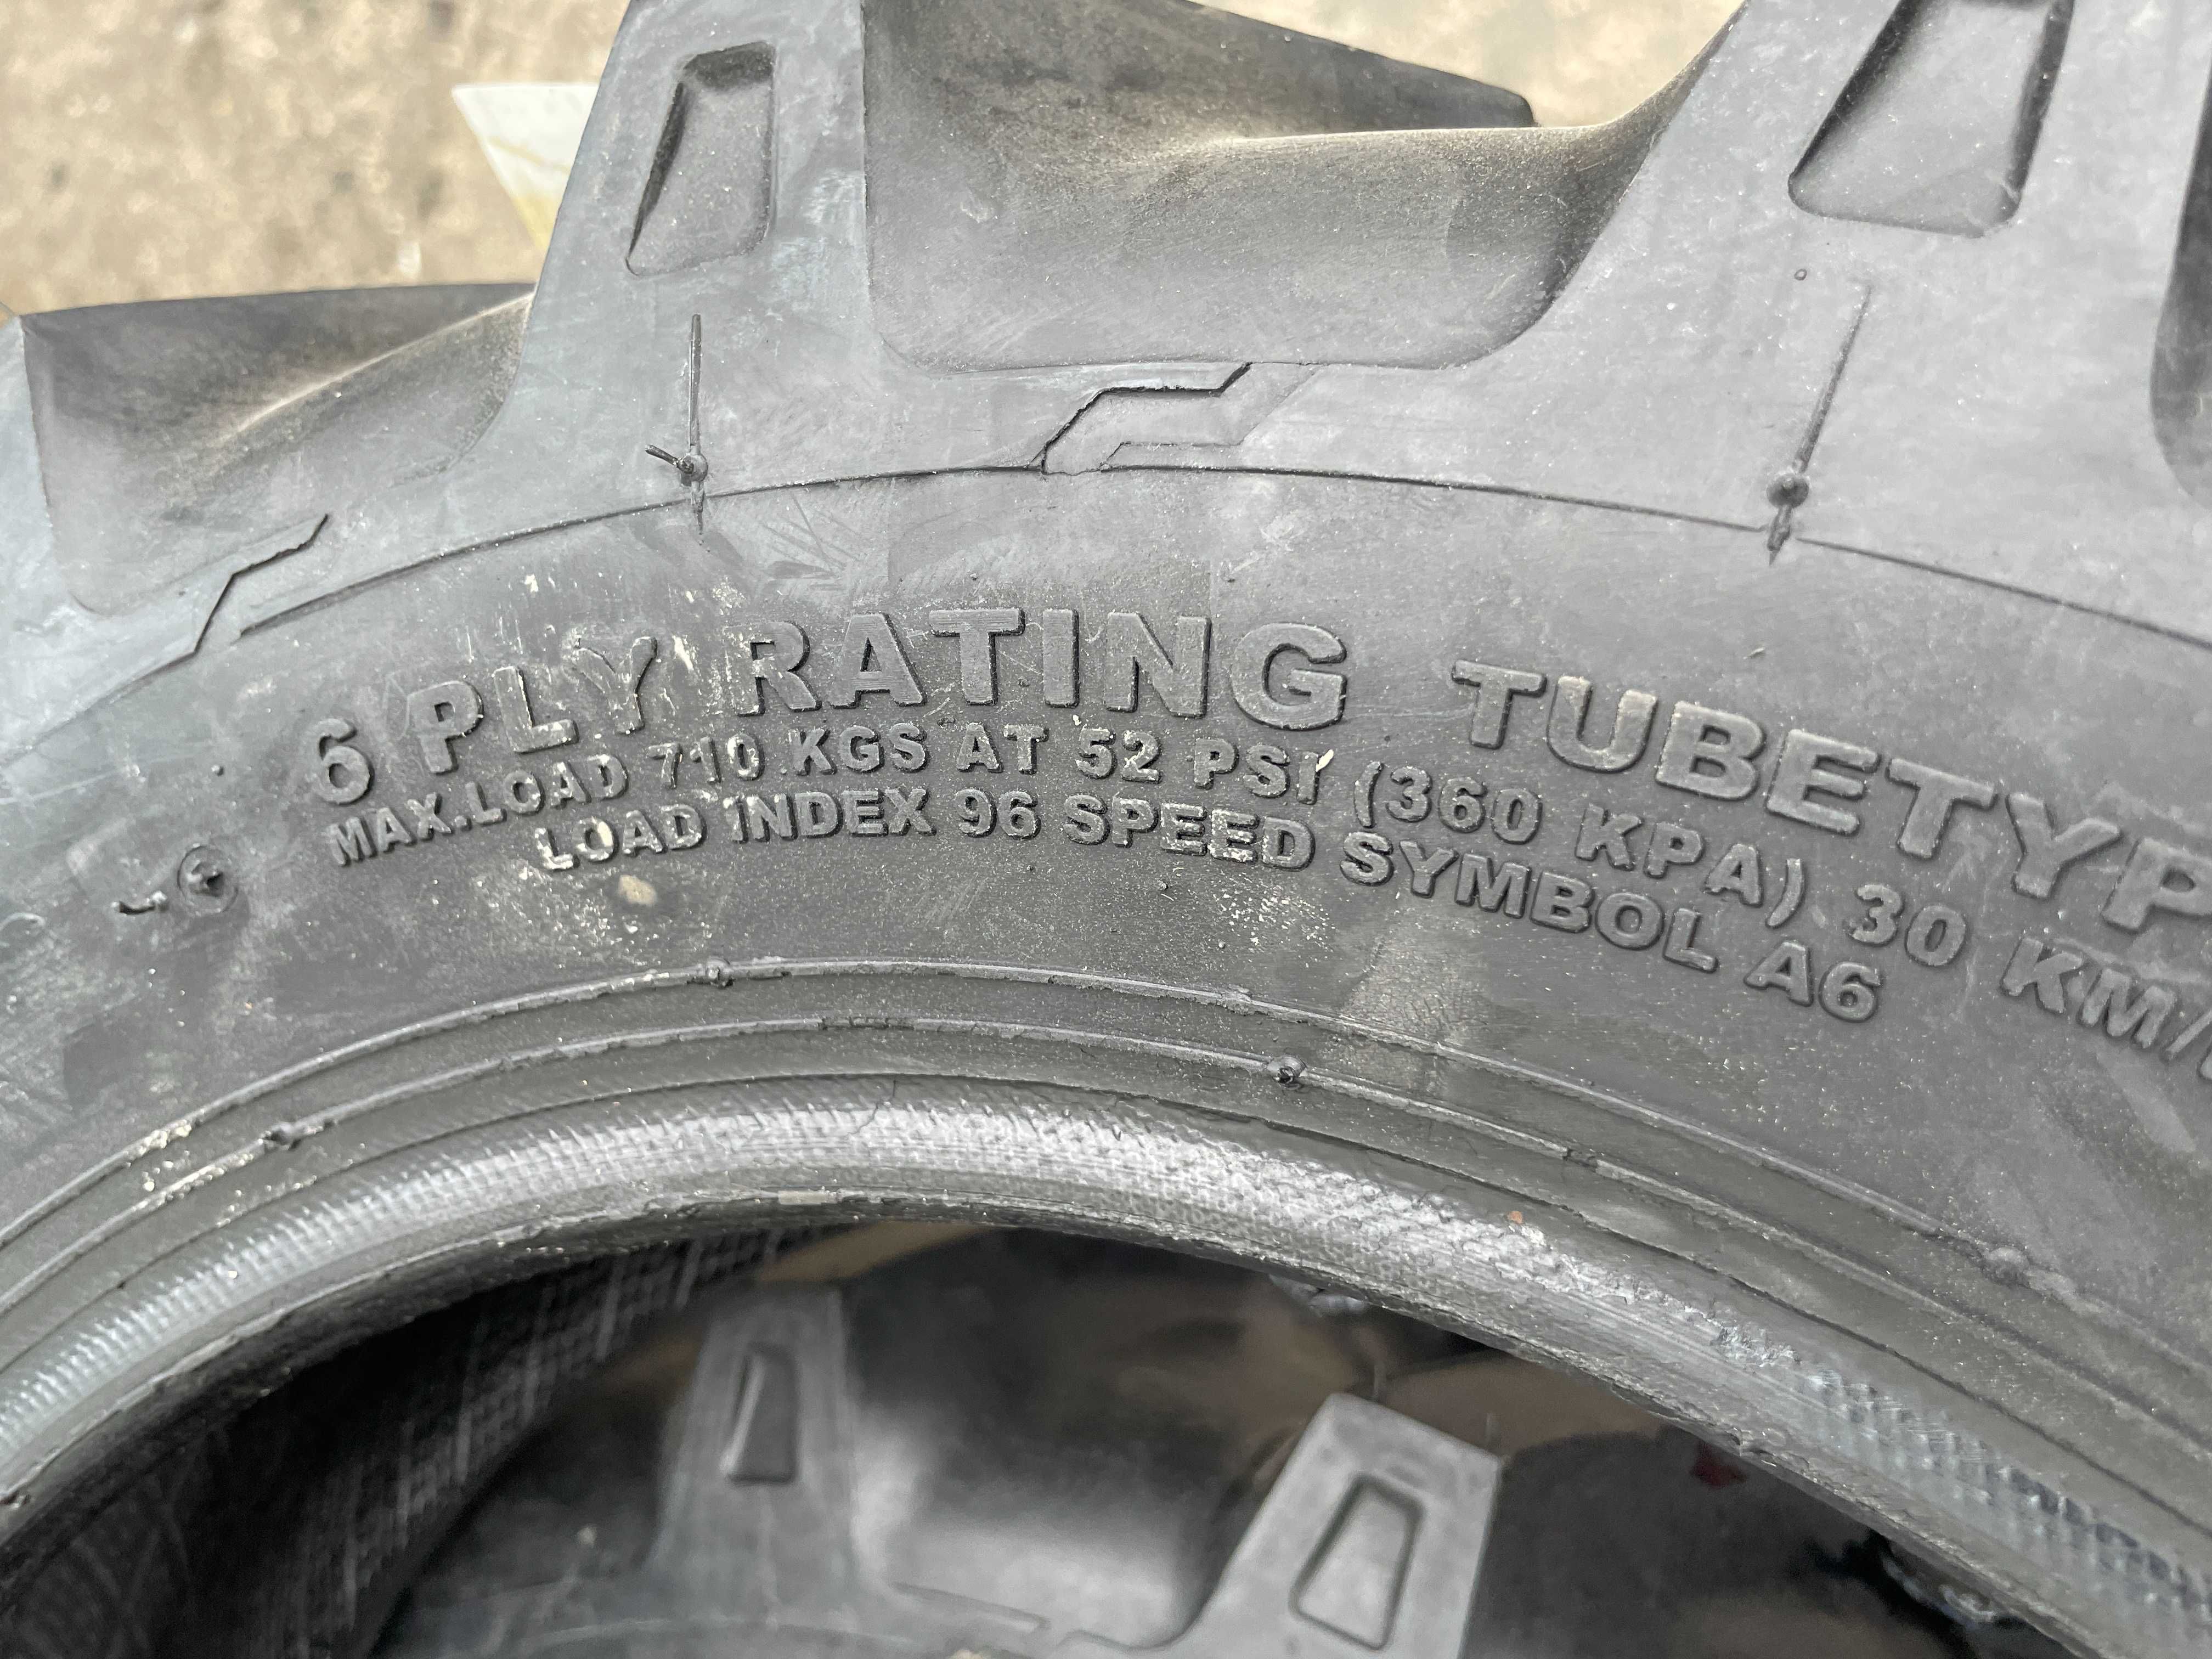 6 PLY RATING TUBETYP
MAX.LOAD 710 KGS AT 52 PSI (360 KPA) 30 KM/
LOAD INDEX 96 SPEED SYMBOL A6